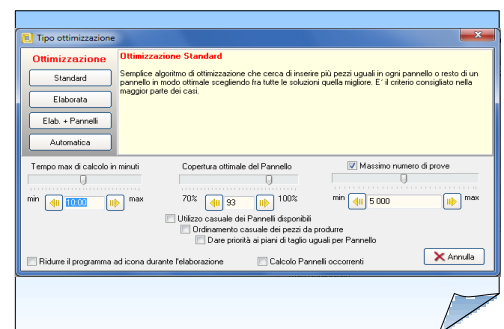 Tipo ottimizzazione
Ottimizzazione
Ottimizzazione Standard
Standard
Elaborata
Elab. + Pannelli
Automatica
Semplice algoritmo di ottimizzazione che cerca di inserire più pezzi uguali in ogni pannello o resto di un
pannello in modo ottimale scegliendo fra tutte le soluzioni quella migliore. E' il criterio consigliato nella
maggior parte dei casi.
Tempo max di calcolo in minuti
Copertura ottimale del Pannello
Massimo numero di prove
min 10:00 max
70% 93 100%
min 5 000 max
Utilizzo casuale dei Pannelli disponibili
Ordinamento casuale dei pezzi da produrre
Dare priorità ai piani di taglio uguali per Pannello
Ridurre il programma ad icona durante l'elaborazione
Calcolo Pannelli occorrenti
Annulla